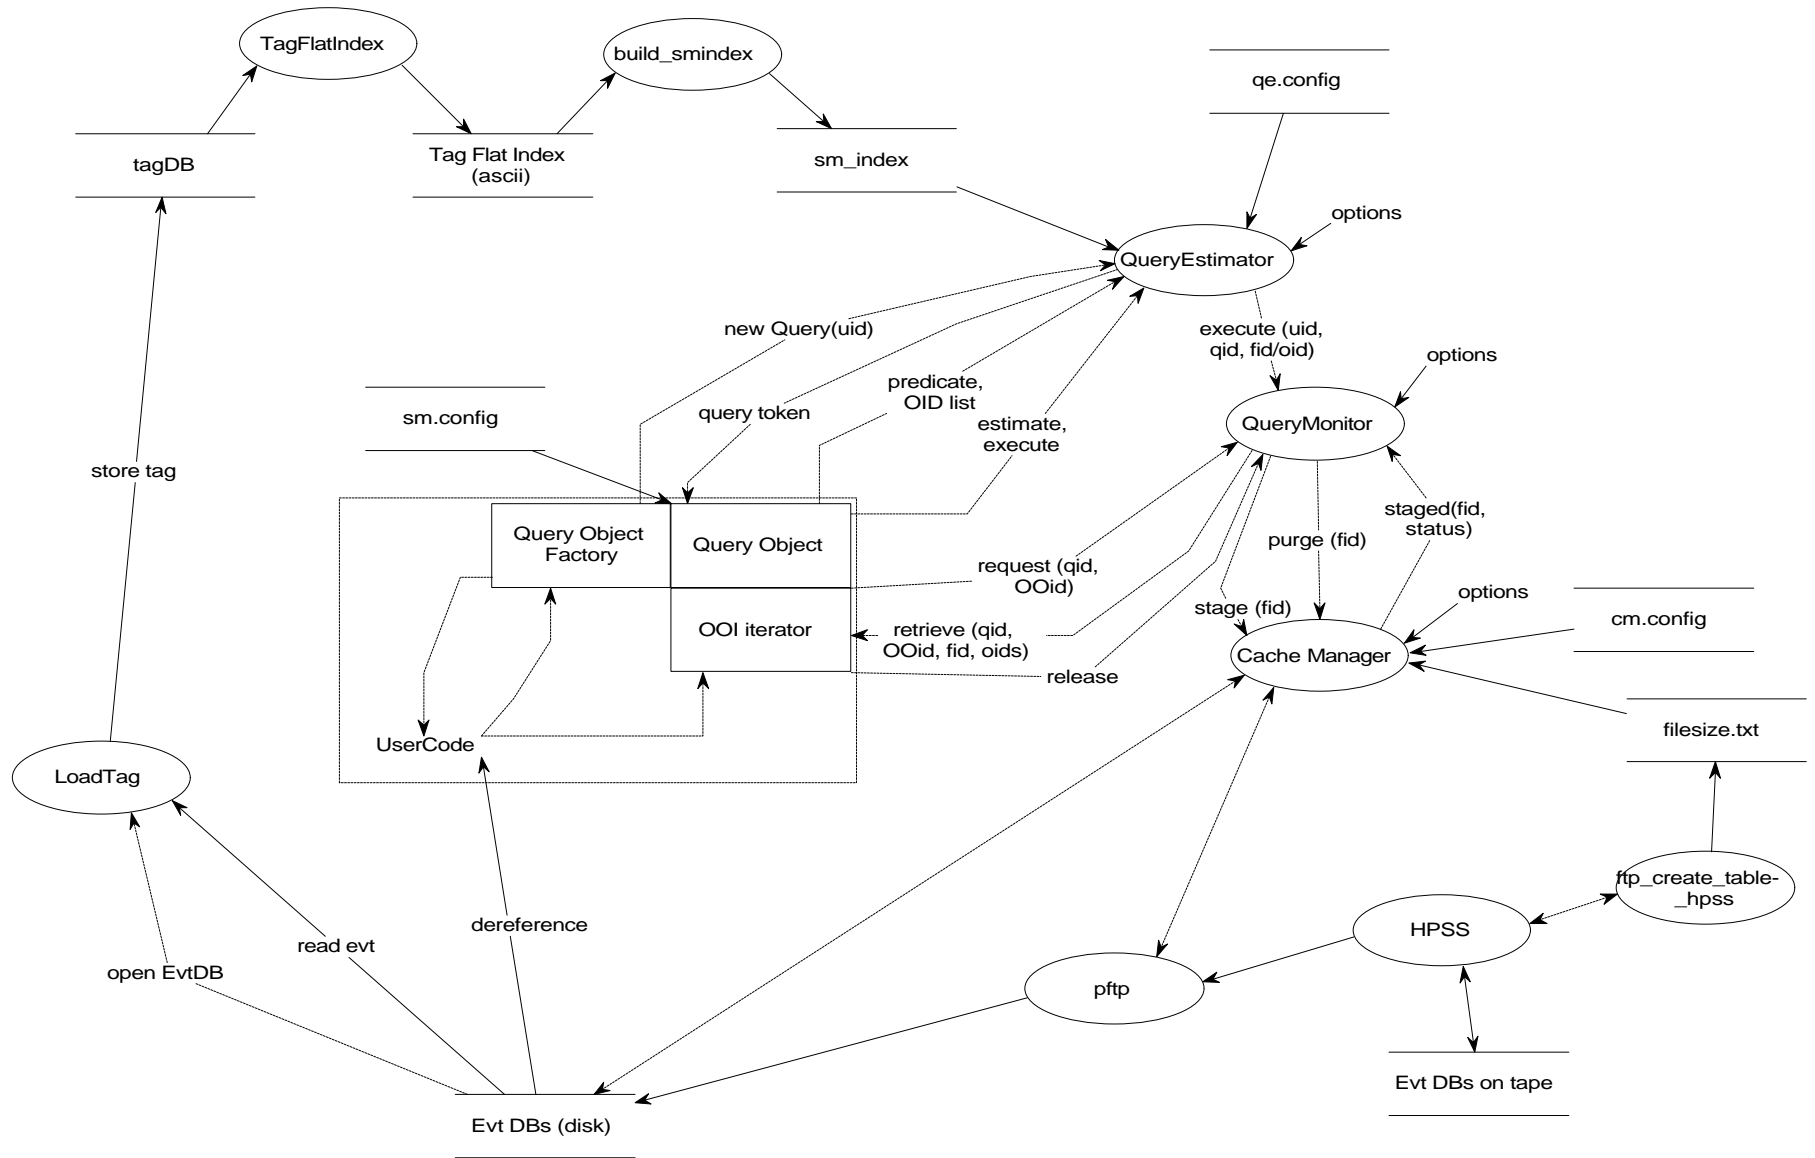 TagFlatIndex
build_smindex
qe.config
tagDB
Tag Flat Index
(ascii)
sm_index
options
QueryEstimator
new Query(uid)
execute (uid,
qid, fid/oid)
options
predicate,
OID list
sm.config
query token
estimate,
execute
QueryMonitor
store tag
staged(fid,
status)
Query Object
Factory
Query Object
purge (fid)
request (qid,
OOid)
options
stage (fid)
cm.config
OOI iterator
retrieve (qid,
OOid, fid, oids)
Cache Manager
release
filesize.txt
UserCode
LoadTag
ftp_create_table-
_hpss
dereference
HPSS
read evt
open EvtDB
pftp
Evt DBs on tape
Evt DBs (disk)